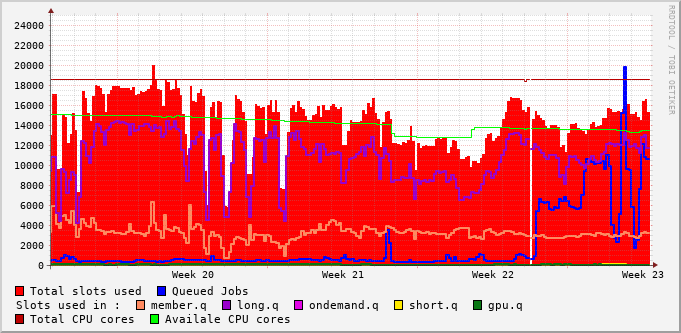 RRDTOOL / TOBI OETIKER
24000
22000
20000
18000
16000
14000
12000
10000
8000
6000
4000
2000
0
Week 20 Week 21 Week 22 Week 23
Total slots used Queued Jobs
Slots used in : member.q long.q ondemand.q short.q gpu.q
Total CPU cores Availale CPU cores